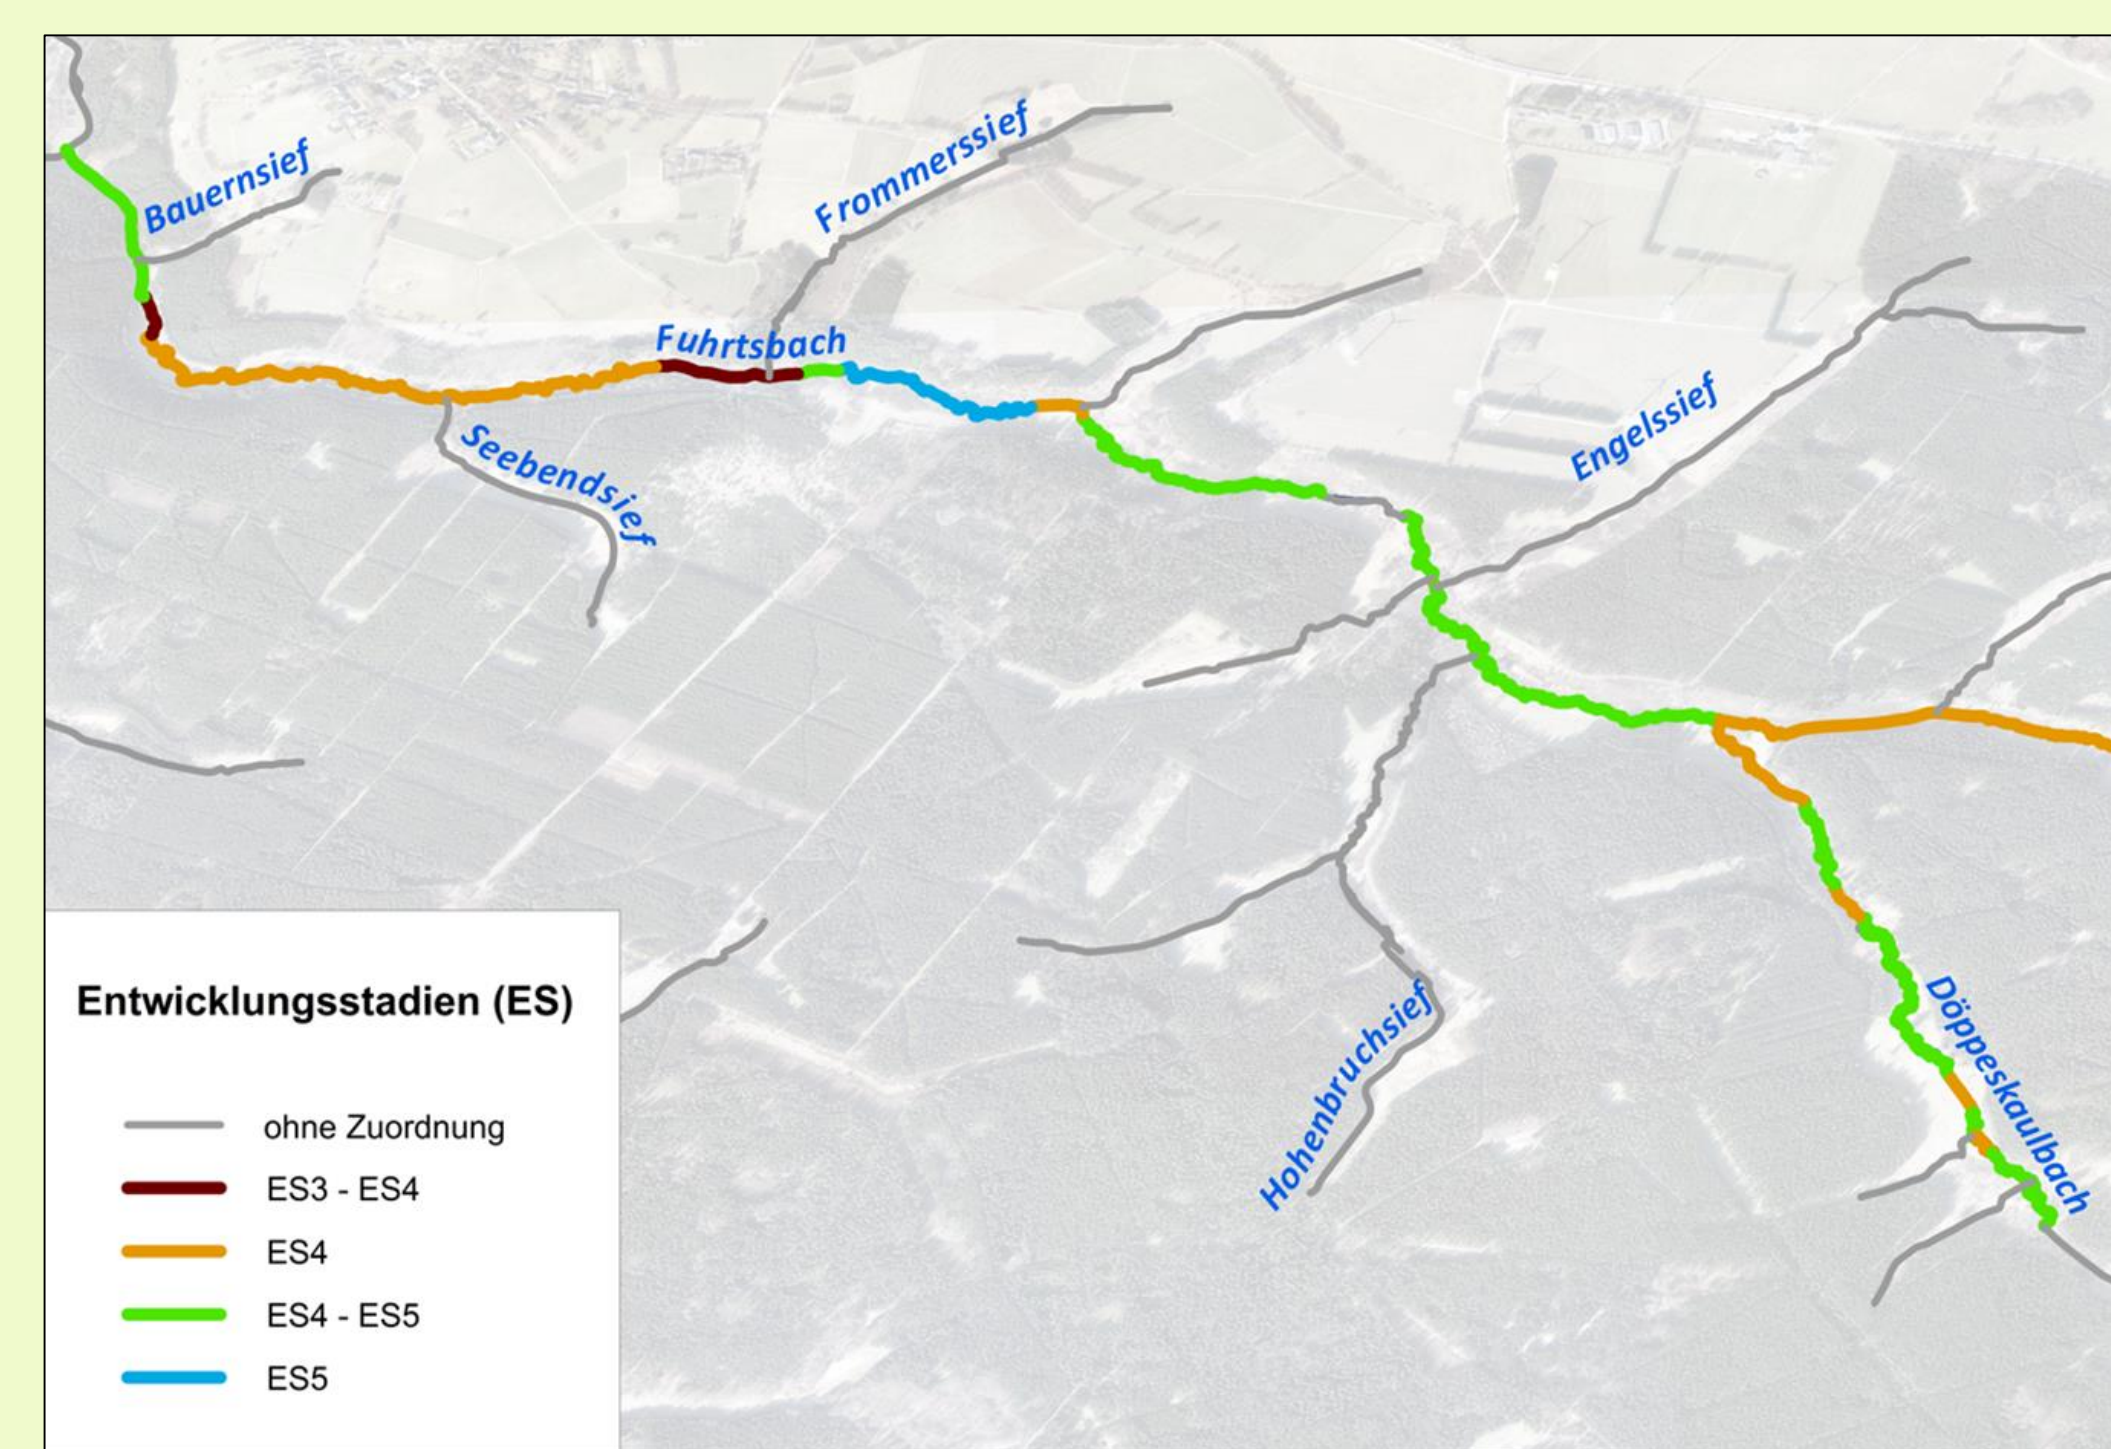 Bauernsief
Frommerssief
Fuhrtsbach
Engelssief
Seebendsief
Döppeskaulbach
Hohenbruchsief
Entwicklungsstadien (ES)
ohne Zuordnung
ES3 - ES4
ES4
ES4 - ES5
ES5